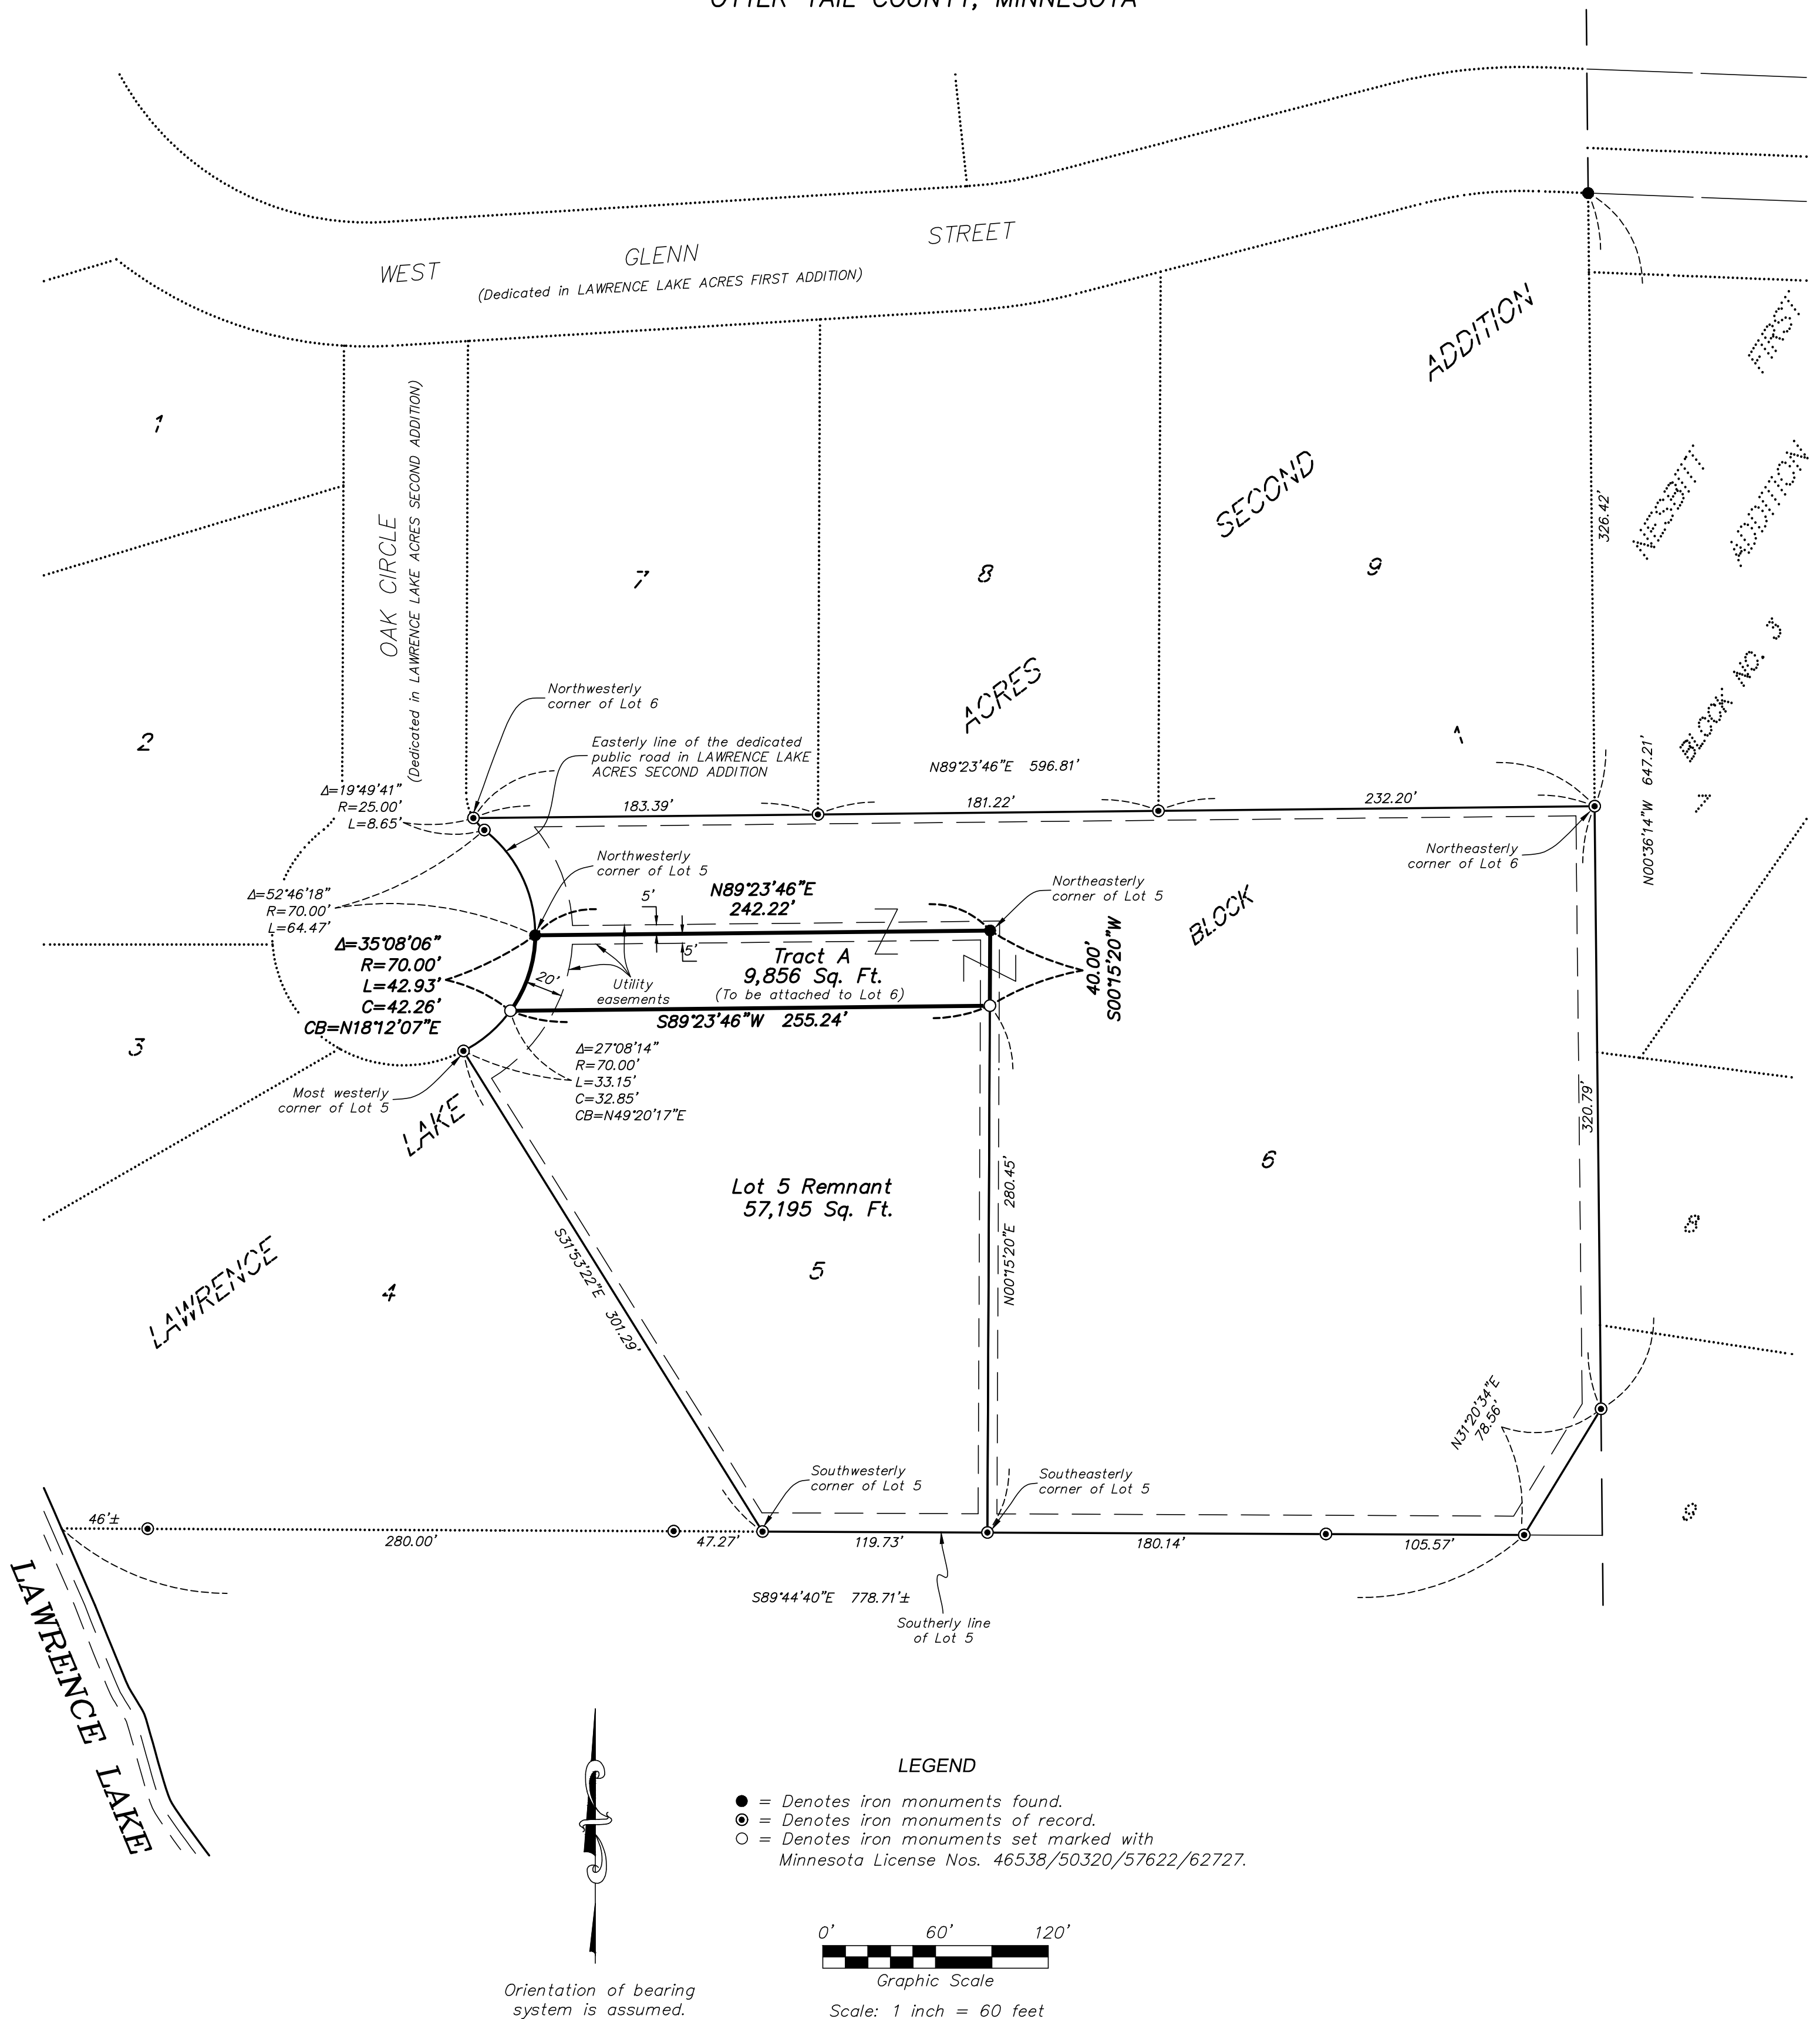 OTTER TAIL COUNTY, MINNESOTA
WEST GLENN STREET
(Dedicated in LAWRENCE LAKE ACRES FIRST ADDITION)
ADDITION
FIRST
1
SECOND
NESBITT
ADDITION
326.42'
OAK CIRCLE
(Dedicated in LAWRENCE LAKE ACRES SECOND ADDITION)
7
8
9
BLOCK NO. 3
Northwesterly
corner of Lot 6
ACRES
2
Easterly line of the dedicated
public road in LAWRENCE LAKE
ACRES SECOND ADDITION
1
N89°23'46"E 596.81'
N00°36'14"W 647.21'
7
Δ=19°49'41"
R=25.00'
L=8.65'
183.39'
181.22'
232.20'
Northwesterly
corner of Lot 5
Northeasterly
corner of Lot 6
Δ=52°46'18"
R=70.00'
L=64.47'
5'
N89°23'46"E
242.22'
Northeasterly
corner of Lot 5
BLOCK
Δ=35°08'06"
R=70.00'
L=42.93'
C=42.26'
CB=N18°12'07"E
5'
20'
Utility
easements
Tract A
9,856 Sq. Ft.
(To be attached to Lot 6)
S89°23'46"W 255.24'
40.00'
S00°15'20"W
3
Δ=27°08'14"
R=70.00'
L=33.15'
C=32.85'
CB=N49°20'17"E
Most westerly
corner of Lot 5
LAKE
320.79'
Lot 5 Remnant
57,195 Sq. Ft.
N00°15'20"E 280.45'
6
8
S31°53'22"E 301.29'
5
LAWRENCE
4
N31°20'34"E
78.56'
Southwesterly
corner of Lot 5
Southeasterly
corner of Lot 5
9
46'±
280.00'
47.27'
119.73'
180.14'
105.57'
S89°44'40"E 778.71'±
Southerly line
of Lot 5
LAWRENCE LAKE
LEGEND
= Denotes iron monuments found.
= Denotes iron monuments of record.
= Denotes iron monuments set marked with
Minnesota License Nos. 46538/50320/57622/62727.
0' 60' 120'
Graphic Scale
Orientation of bearing
system is assumed.
Scale: 1 inch = 60 feet